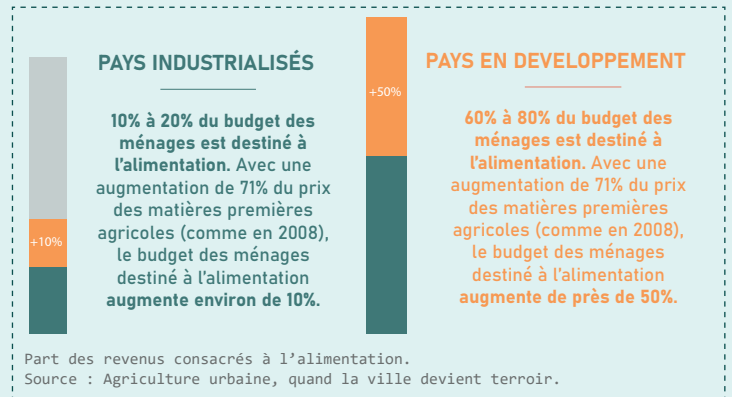 PAYS INDUSTRIALISÉS
10% à 20% du budget des
ménages est destiné à
l'alimentation. Avec une
augmentation de 71% du prix
des matières premières
agricoles (comme en 2008),
le budget des ménages
destiné à l'alimentation
augmente environ de 10%.
+10%
PAYS EN DEVELOPPEMENT
+50%
60% à 80% du budget des
ménages est destiné à
l'alimentation. Avec une
augmentation de 71% du prix
des matières premières
agricoles (comme en 2008),
le budget des ménages
destiné à l'alimentation
augmente de près de 50%.
Part des revenus consacrés à l'alimentation.
Source : Agriculture urbaine, quand la ville devient terroir.